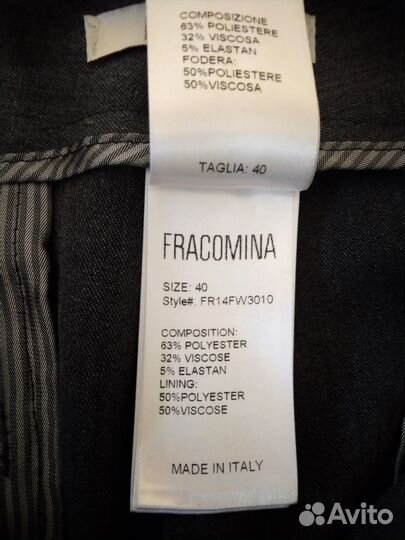 COMPOSIZIONE
63% POLIESTERE
32% VISCOSA
5% ELASTAN
FODERA:
50%POLIESTERE
50%VISCOSA
TAGLIA: 40
FRACOMINA
SIZE: 40
Style#: FR14FW3010
COMPOSITION:
63% POLYESTER
32% VISCOSE
5% ELASTAN
LINING:
50%POLYESTER
50%VISCOSE
MADE IN ITALY
Avito